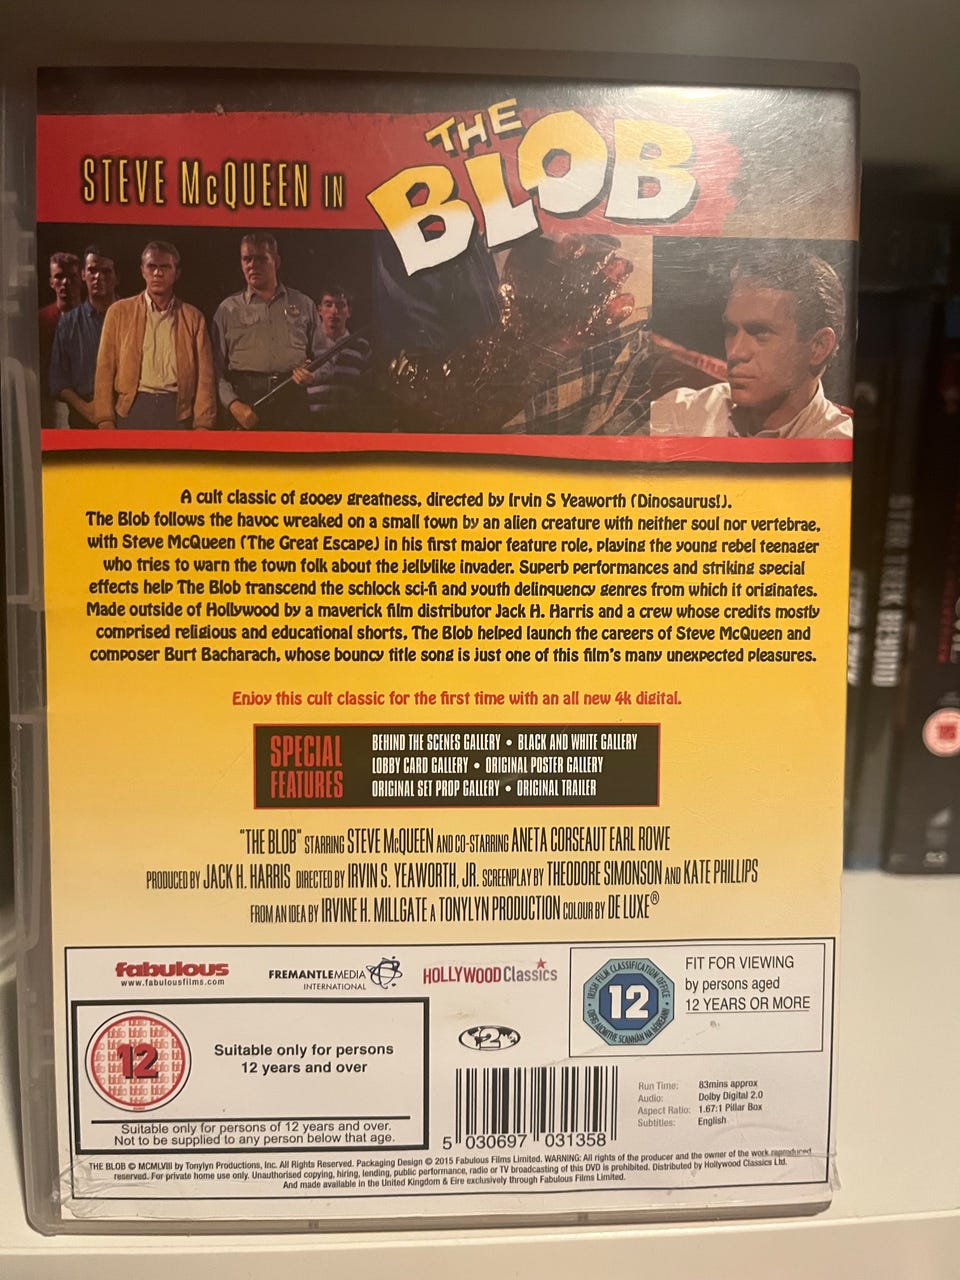 STEVE McQUEEN IN
THE
BLOB
A cult classic of gooey greatness, directed by Irvin S Yeaworth (Dinosaurus!).
The Blob follows the havoc wreaked on a small town by an alien creature with neither soul nor vertebrae,
with Steve McQueen (The Great Escape) in his first major feature role, playing the young rebel teenager
who tries to warn the town folk about the jellylike invader. Superb performances and striking special
effects help The Blob transcend the schlock sci-fi and youth delinquency genres from which it originates.
Made outside of Hollywood by a maverick film distributor Jack H. Harris and a crew whose credits mostly
comprised religious and educational shorts, The Blob helped launch the careers of Steve McQueen and
composer Burt Bacharach, whose bouncy title song is just one of this film's many unexpected pleasures.
Enjoy this cult classic for the first time with an all new 4k digital.
SPECIAL
FEATURES
BEHIND THE SCENES GALLERY • BLACK AND WHITE GALLERY
LOBBY CARD GALLERY • ORIGINAL POSTER GALLERY
ORIGINAL SET PROP GALLERY • ORIGINAL TRAILER
"THE BLOB" STARRING STEVE McQUEEN AND CO-STARRING ANETA CORSEAUT EARL ROWE
PRODUCED BY JACK H. HARRIS DIRECTED BY IRVIN S. YEAWORTH, JR. SCREENPLAY BY THEODORE SIMONSON AND KATE PHILLIPS
FROM AN IDEA BY IRVINE H. MILLGATE A TONYLYN PRODUCTION COLOUR BY DE LUXE®
fabulous
www.fabulousfilms.com
FREMANTLEMEDIA
INTERNATIONAL
HOLLYWOOD Classics
IRISH FILM CLASSIFICATION OFFICE
12
FIT FOR VIEWING
by persons aged
12 YEARS OR MORE
12
Suitable only for persons
12 years and over
Suitable only for persons of 12 years and over.
Not to be supplied to any person below that age.
2
5 030697 031358
Run Time: 83mins approx
Audio: Dolby Digital 2.0
Aspect Ratio: 1.67:1 Pillar Box
Subtitles: English
THE BLOB © MCMLVIII by Tonylyn Productions, Inc. All Rights Reserved. Packaging Design © 2015 Fabulous Films Limited. WARNING: All rights of the producer and the owner of the work reproduced
reserved. For private home use only. Unauthorised copying, hiring, lending, public performance, radio or TV broadcasting of this DVD is prohibited. Distributed by Hollywood Classics Ltd.
And made available in the United Kingdom & Eire exclusively through Fabulous Films Limited.
STAR TREK BEYOND
15